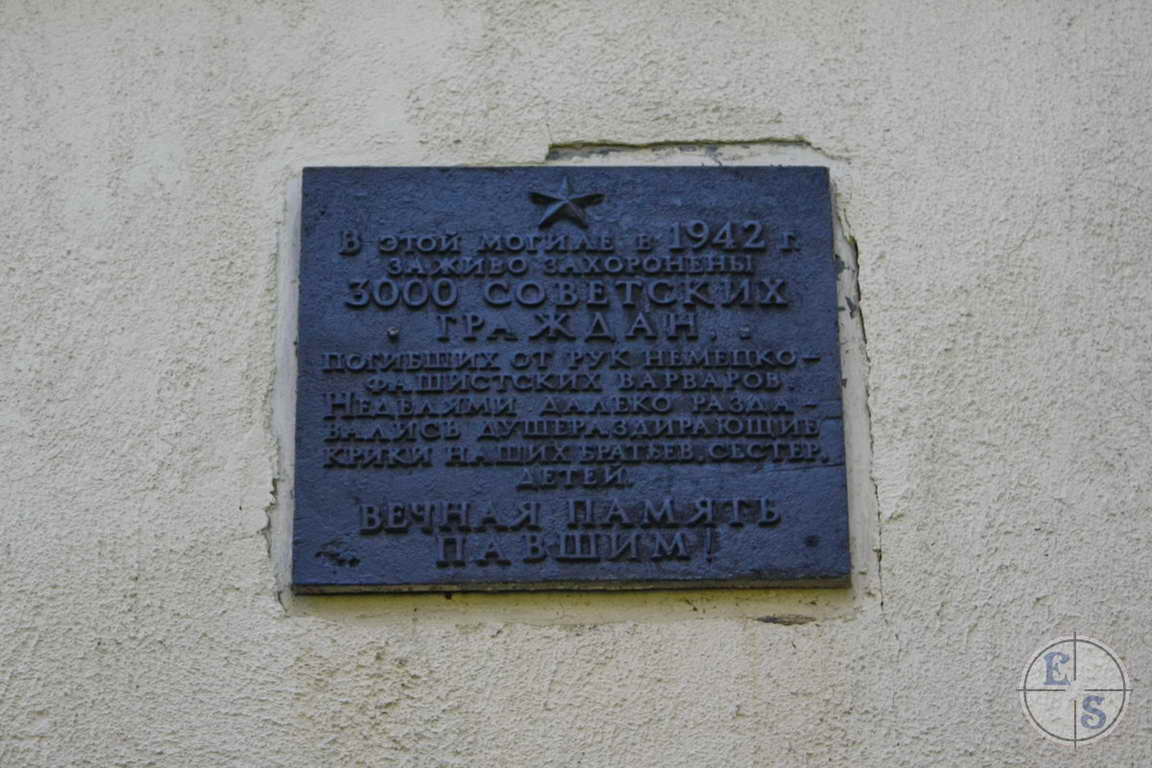 В ЭТОЙ МОГИЛЕ В 1942 Г.
ЗАЖИВО ЗАХОРОНЕНЫ
3000 СОВЕТСКИХ
ГРАЖДАН,
ПОГИБШИХ ОТ РУК НЕМЕЦКО-
ФАШИСТСКИХ ВАРВАРОВ.
НЕДЕЛЯМИ ДАЛЕКО РАЗДА-
ВАЛИСЬ ДУШЕРАЗДИРАЮЩИЕ
КРИКИ НАШИХ БРАТЬЕВ, СЕСТЕР,
ДЕТЕЙ.
ВЕЧНАЯ ПАМЯТЬ
ПАВШИМ!
E
S